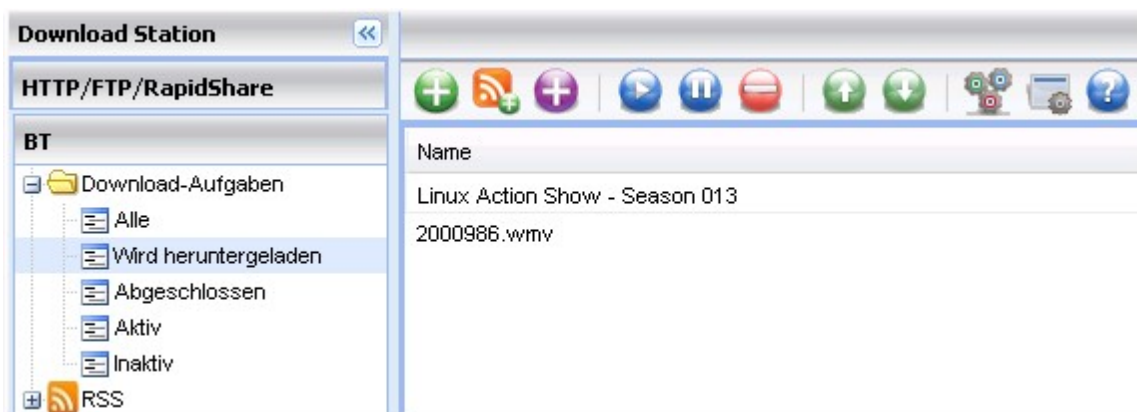 Download Station
HTTP/FTP/RapidShare
BT
Download-Aufgaben
Alle
Wird heruntergeladen
Abgeschlossen
Aktiv
Inaktiv
RSS
Name
Linux Action Show - Season 013
2000986.wmv